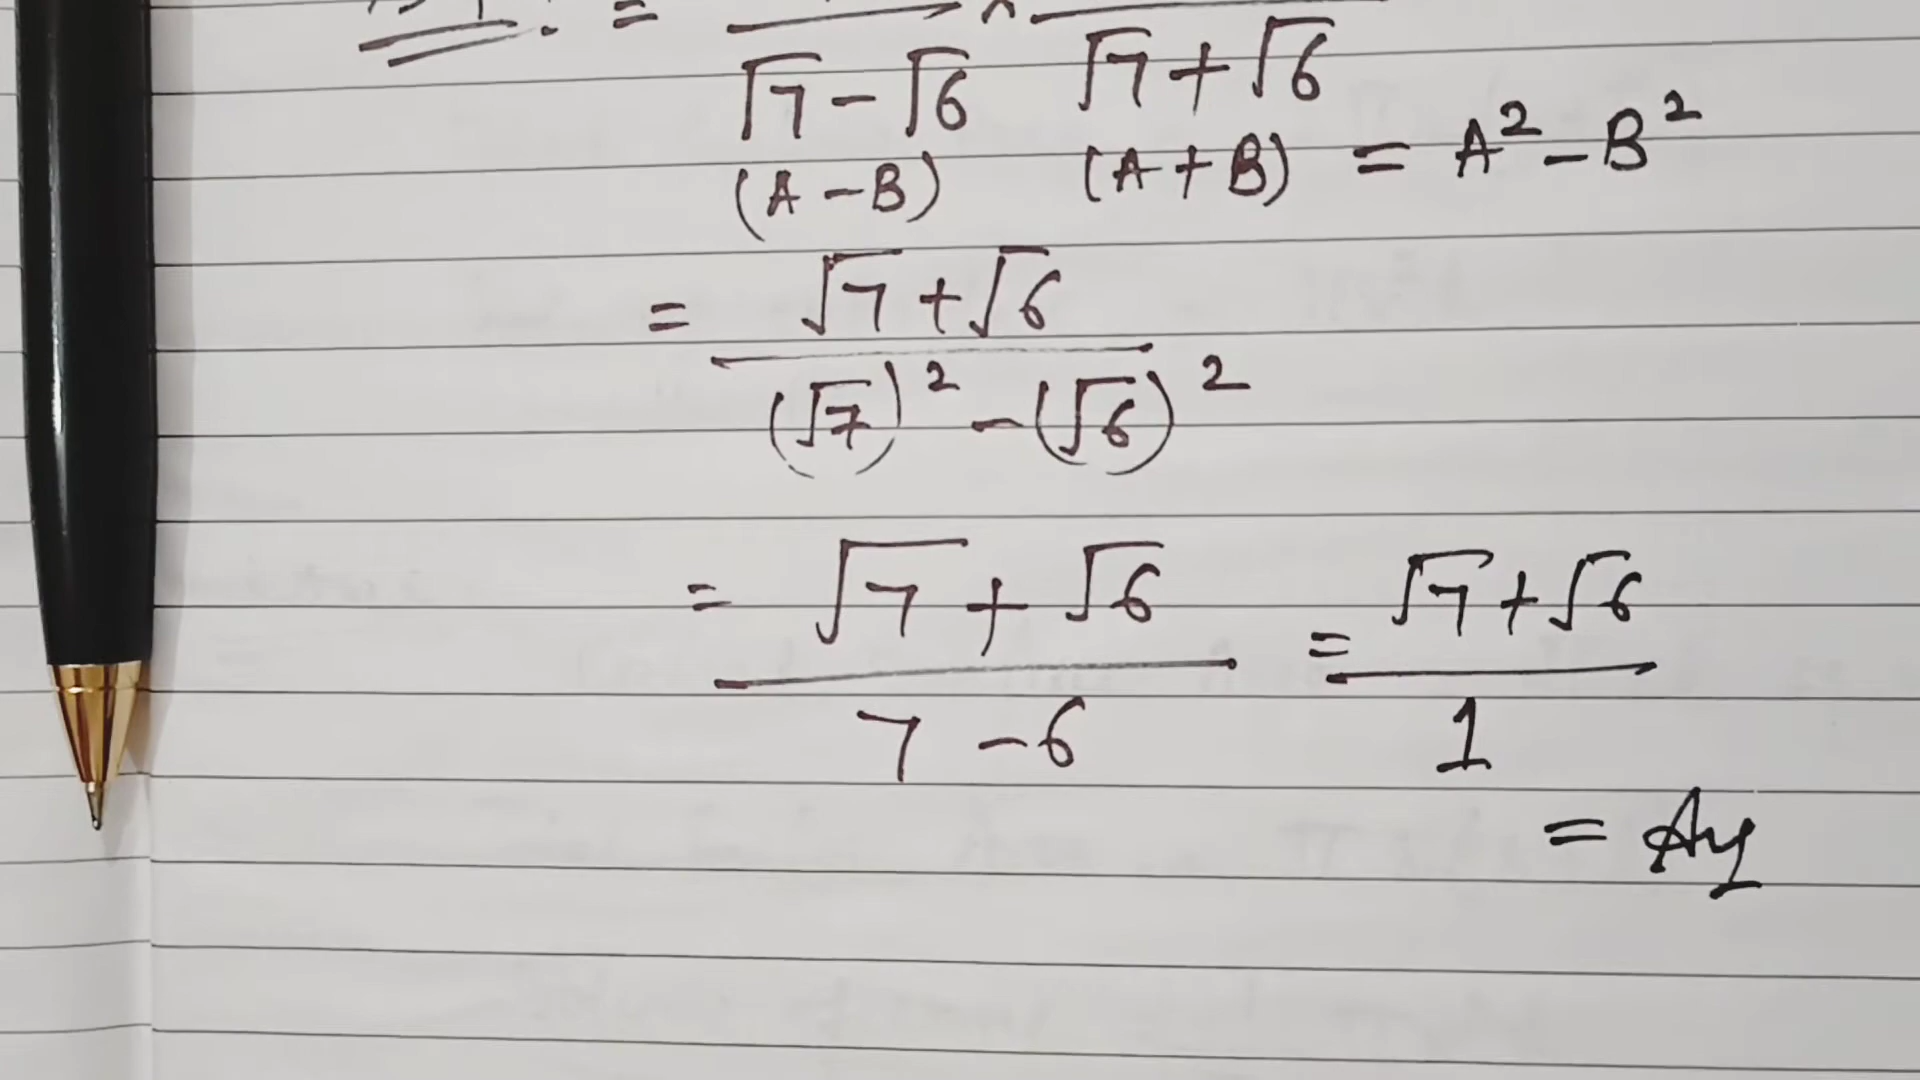 =
√7 - √6 √7 + √6
(A - B) (A + B) = A² - B²
= √7 + √6
(√7)² - (√6)²
= √7 + √6 = √7 + √6
7 - 6 1
=